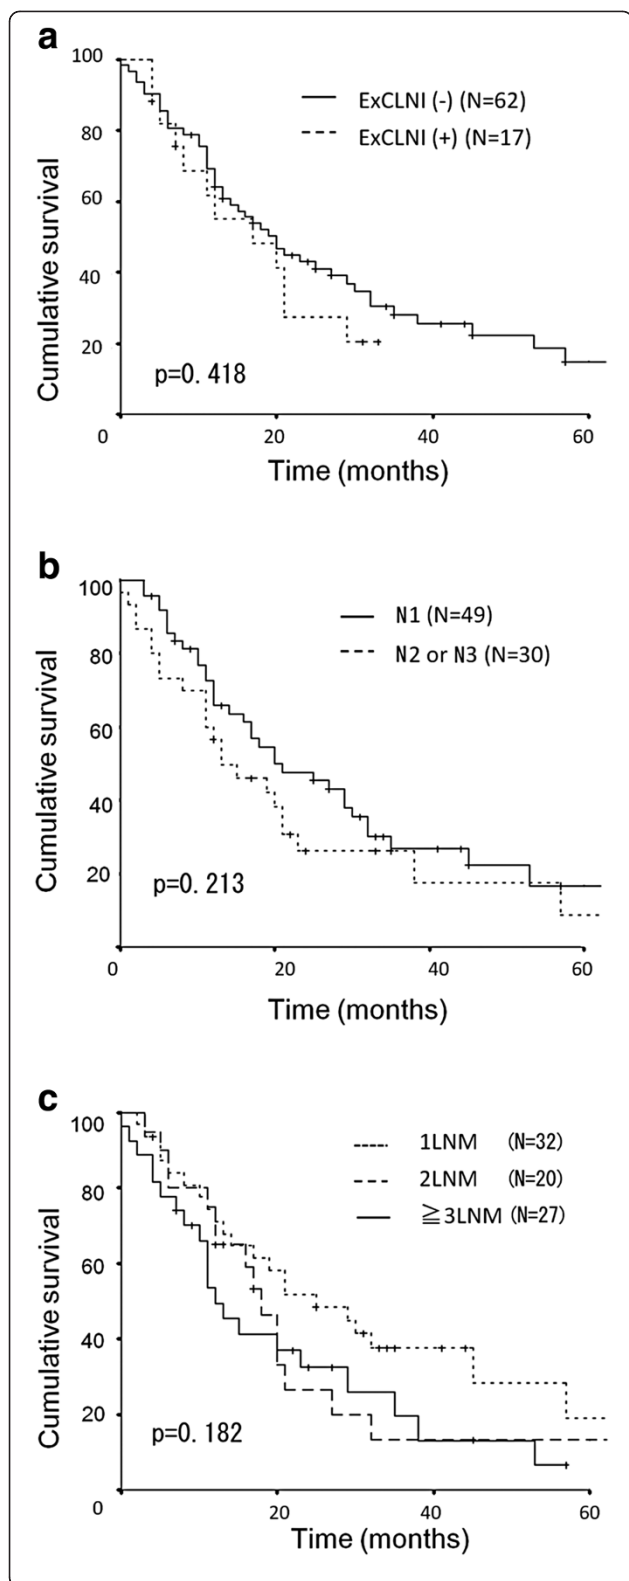 a
100
80
60
40
20
0
20
40
60
Cumulative survival
ExCLNI (-) (N=62)
ExCLNI (+) (N=17)
p=0.418
Time (months)
b
100
80
60
40
20
0
20
40
60
Cumulative survival
N1 (N=49)
N2 or N3 (N=30)
p=0.213
Time (months)
c
100
80
60
40
20
0
20
40
60
Cumulative survival
1LNM (N=32)
2LNM (N=20)
≧3LNM (N=27)
p=0.182
Time (months)